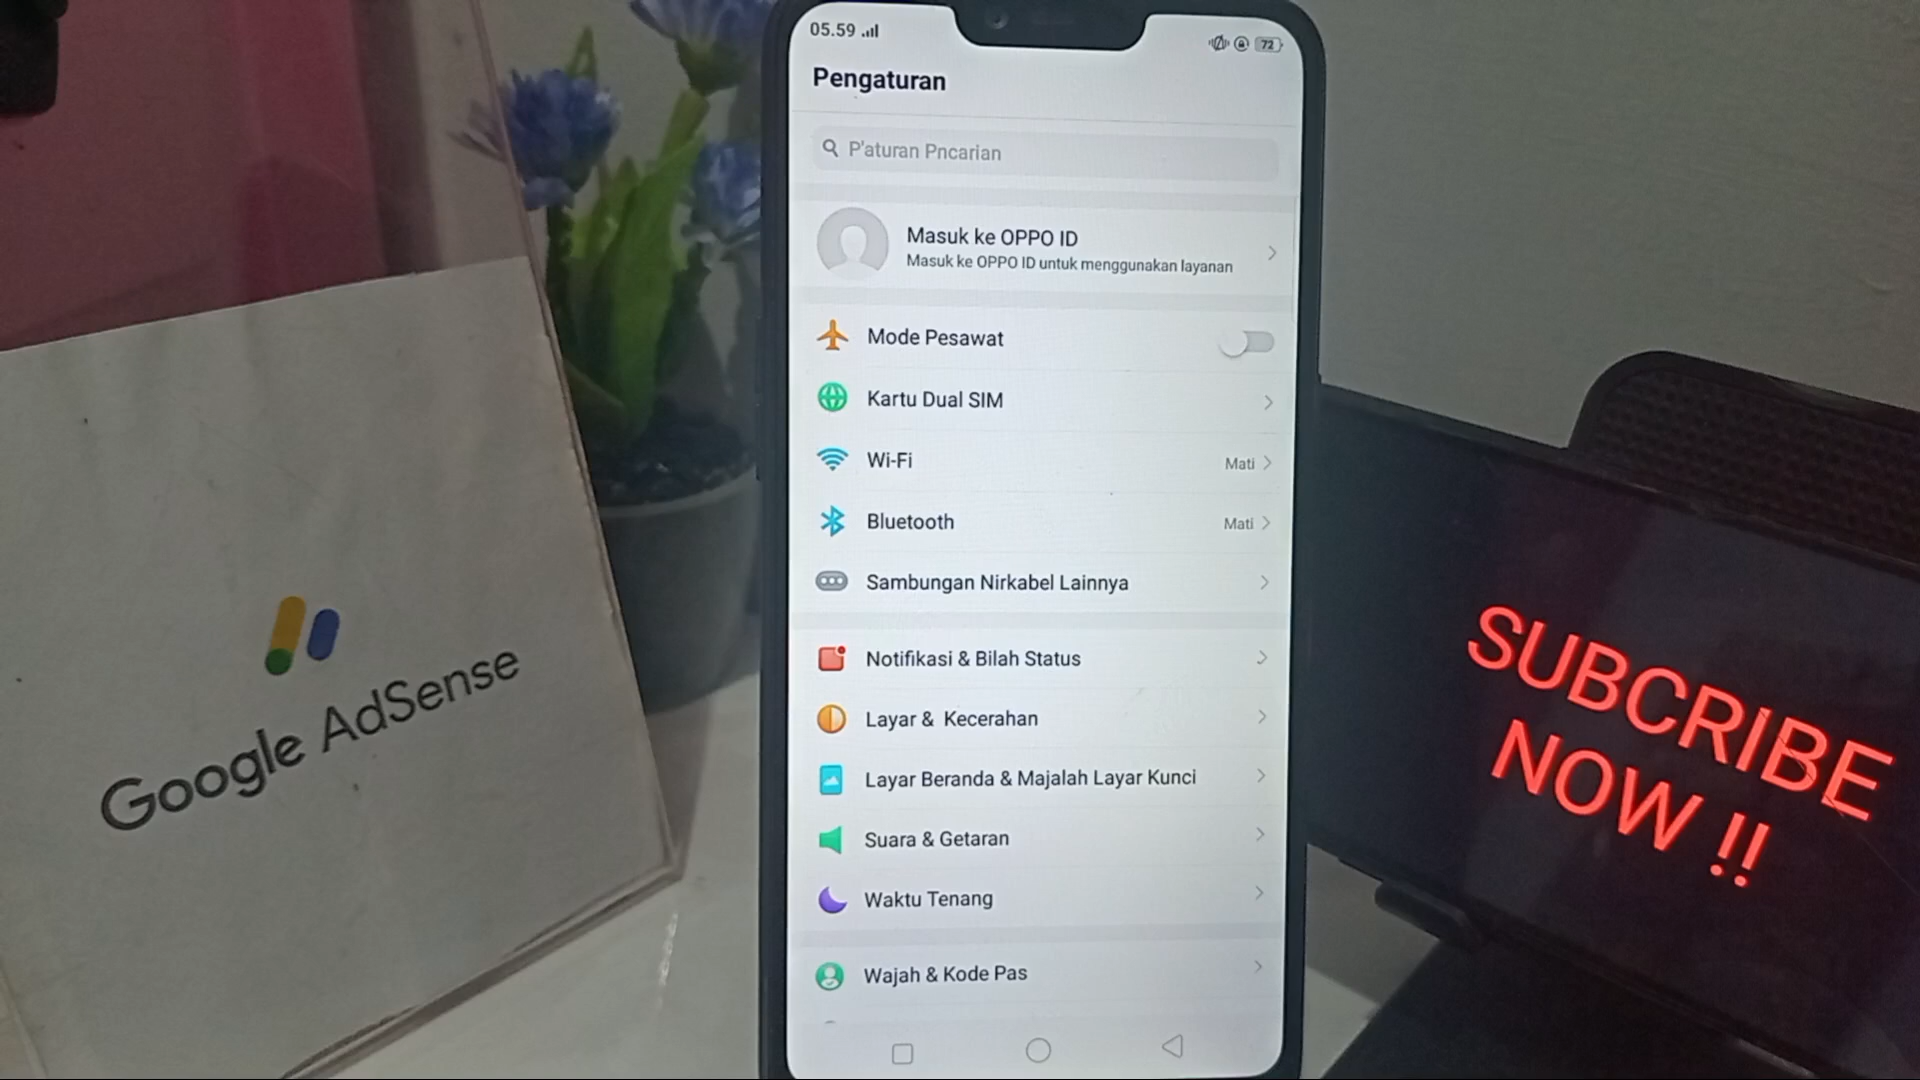 05.59
72
Pengaturan
P'aturan Pncarian
Masuk ke OPPO ID
Masuk ke OPPO ID untuk menggunakan layanan
Mode Pesawat
Kartu Dual SIM
Wi-Fi
Mati
Bluetooth
Mati
Sambungan Nirkabel Lainnya
Notifikasi & Bilah Status
Layar & Kecerahan
Layar Beranda & Majalah Layar Kunci
Suara & Getaran
Waktu Tenang
Wajah & Kode Pas
Google AdSense
SUBCRIBE
NOW !!